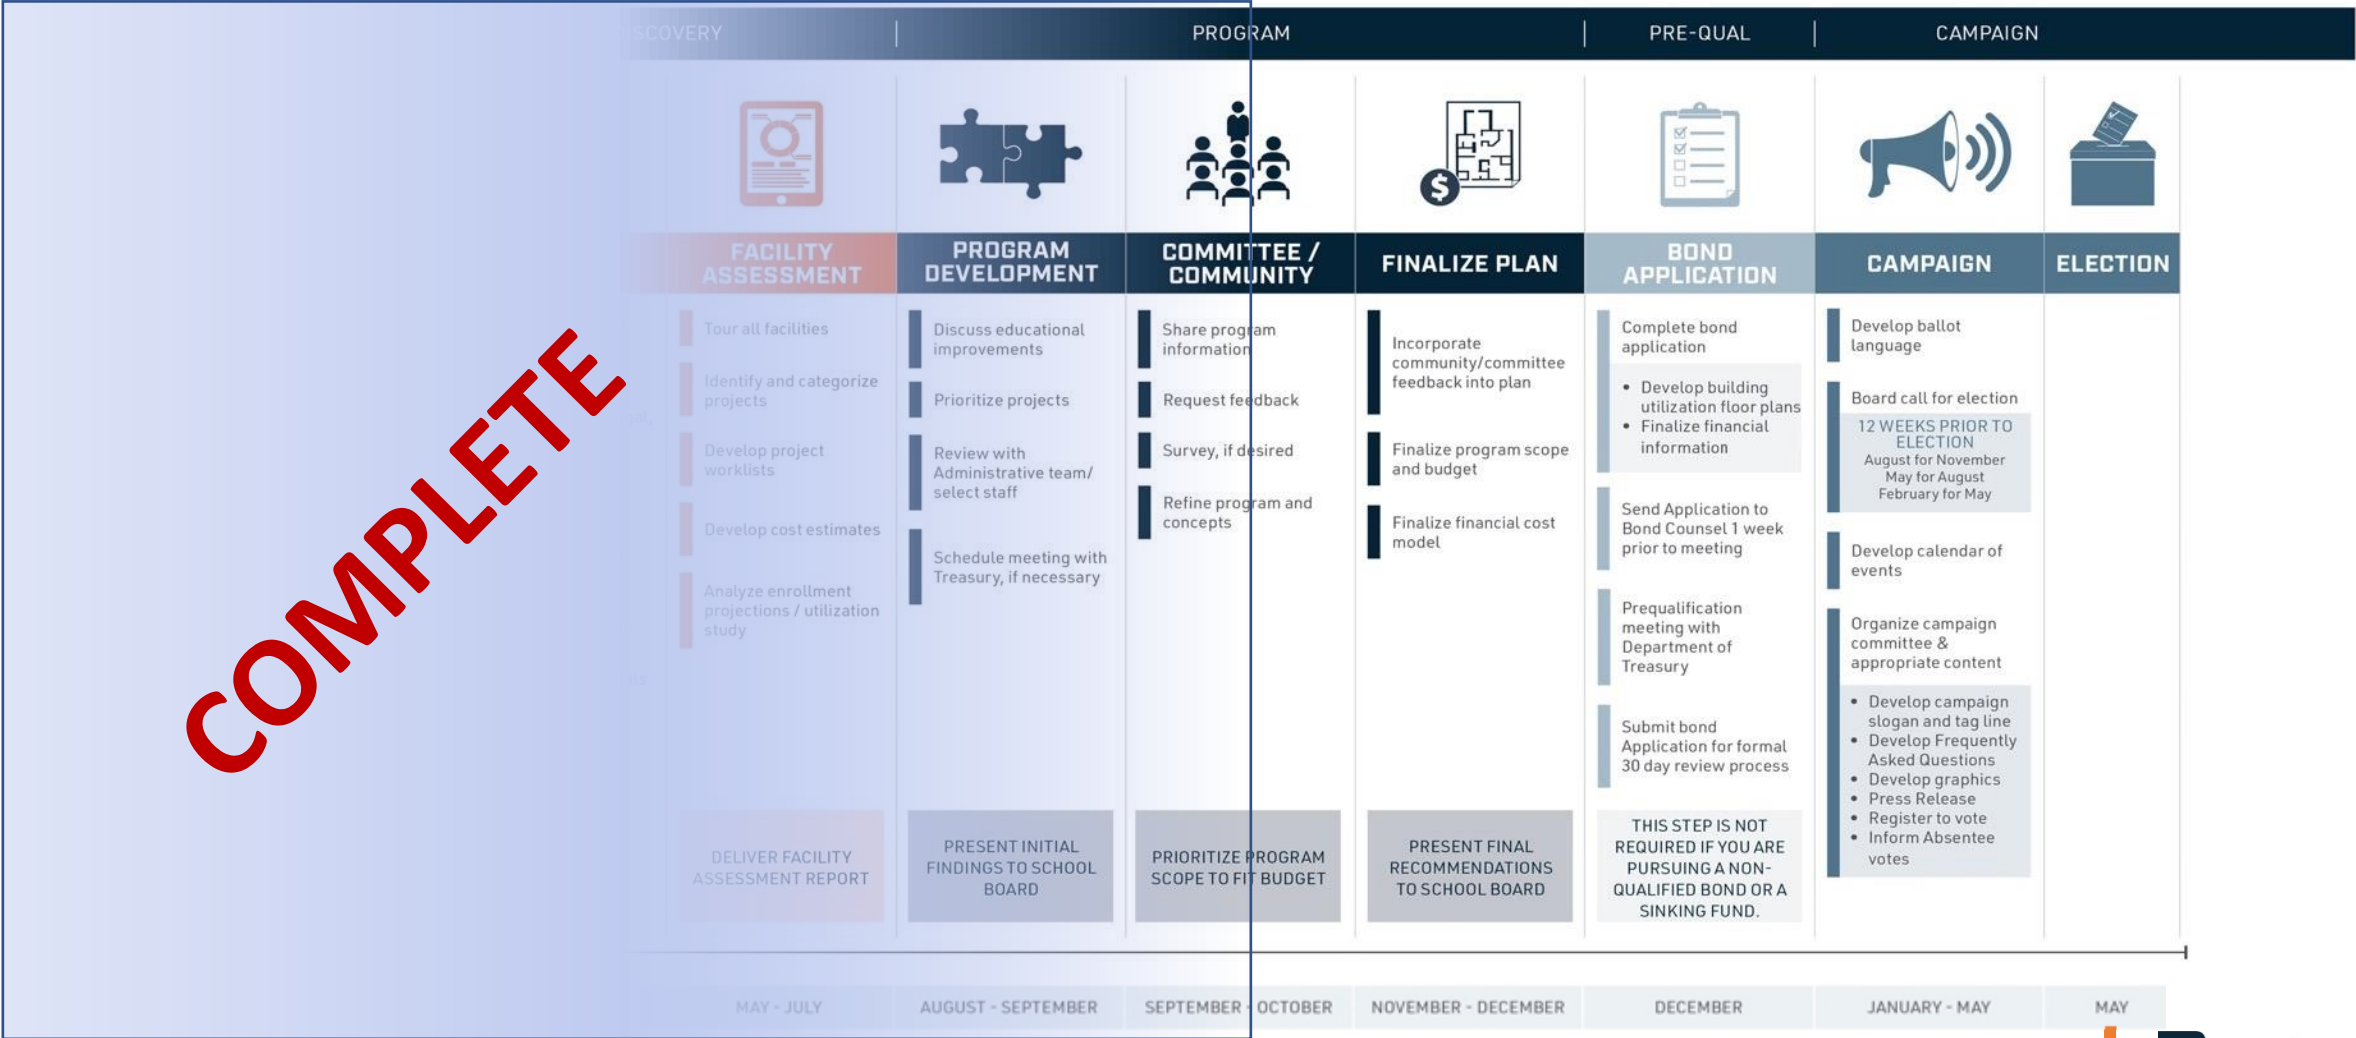 PROGRAM
PRE-QUAL
CAMPAIGN
COMPLETE
FACILITY
ASSESSMENT
Tour all facilities
Identify and categorize
projects
Develop project
worklists
Develop cost estimates
Analyze enrollment
projections / utilization
study
DELIVER FACILITY
ASSESSMENT REPORT
MAY - JULY
PROGRAM
DEVELOPMENT
Discuss educational
improvements
Prioritize projects
Review with
Administrative team/
select staff
Schedule meeting with
Treasury, if necessary
PRESENT INITIAL
FINDINGS TO SCHOOL
BOARD
AUGUST - SEPTEMBER
COMMITTEE /
COMMUNITY
Share program
information
Request feedback
Survey, if desired
Refine program and
concepts
PRIORITIZE PROGRAM
SCOPE TO FIT BUDGET
SEPTEMBER - OCTOBER
$
FINALIZE PLAN
Incorporate
community/committee
feedback into plan
Finalize program scope
and budget
Finalize financial cost
model
PRESENT FINAL
RECOMMENDATIONS
TO SCHOOL BOARD
NOVEMBER - DECEMBER
BOND
APPLICATION
Complete bond
application
• Develop building
utilization floor plans
• Finalize financial
information
Send Application to
Bond Counsel 1 week
prior to meeting
Prequalification
meeting with
Department of
Treasury
Submit bond
Application for formal
30 day review process
THIS STEP IS NOT
REQUIRED IF YOU ARE
PURSUING A NON-
QUALIFIED BOND OR A
SINKING FUND.
DECEMBER
CAMPAIGN
Develop ballot
language
Board call for election
12 WEEKS PRIOR TO
ELECTION
August for November
May for August
February for May
Develop calendar of
events
Organize campaign
committee &
appropriate content
• Develop campaign
slogan and tag line
• Develop Frequently
Asked Questions
• Develop graphics
• Press Release
• Register to vote
• Inform Absentee
votes
JANUARY - MAY
ELECTION
MAY